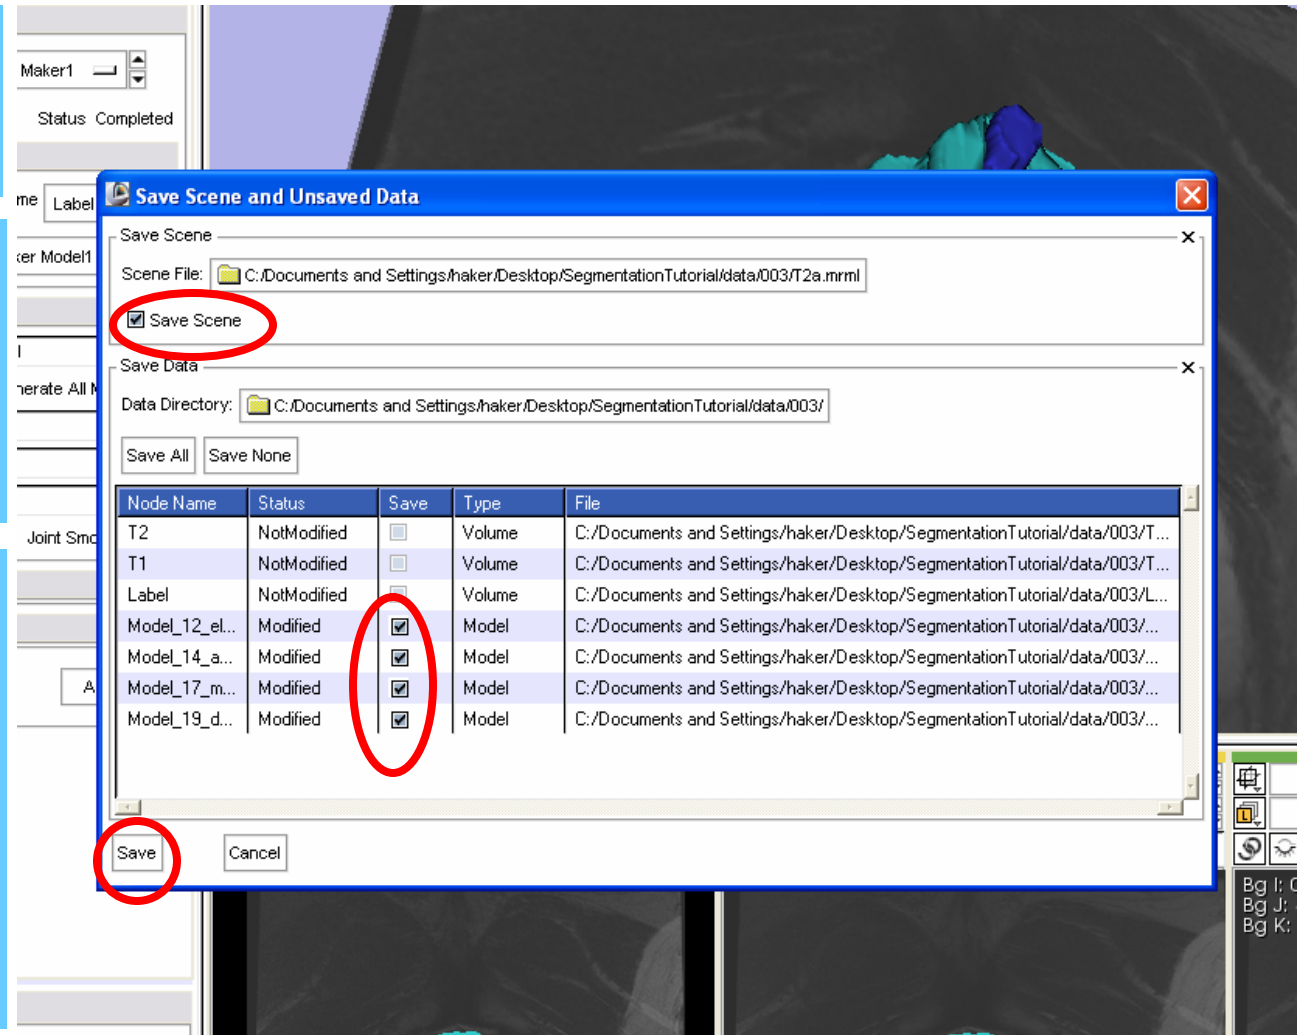 Maker1
Status Completed
me Label
Save Scene and Unsaved Data
Save Scene
ker Model1
Scene File: C:/Documents and Settings/haker/Desktop/SegmentationTutorial/data/003/T2a.mrml
Save Scene
Save Data
nerate All M
Data Directory: C:/Documents and Settings/haker/Desktop/SegmentationTutorial/data/003/
Save All Save None
Node Name Status Save Type File
T2 NotModified Volume C:/Documents and Settings/haker/Desktop/SegmentationTutorial/data/003/T...
Joint Smo
T1 NotModified Volume C:/Documents and Settings/haker/Desktop/SegmentationTutorial/data/003/T...
Label NotModified Volume C:/Documents and Settings/haker/Desktop/SegmentationTutorial/data/003/L...
Model_12_el... Modified Model C:/Documents and Settings/haker/Desktop/SegmentationTutorial/data/003/...
Model_14_a... Modified Model C:/Documents and Settings/haker/Desktop/SegmentationTutorial/data/003/...
Model_17_m... Modified Model C:/Documents and Settings/haker/Desktop/SegmentationTutorial/data/003/...
A
Model_19_d... Modified Model C:/Documents and Settings/haker/Desktop/SegmentationTutorial/data/003/...
L
Save Cancel
Bg I: 0
Bg J:
Bg K: